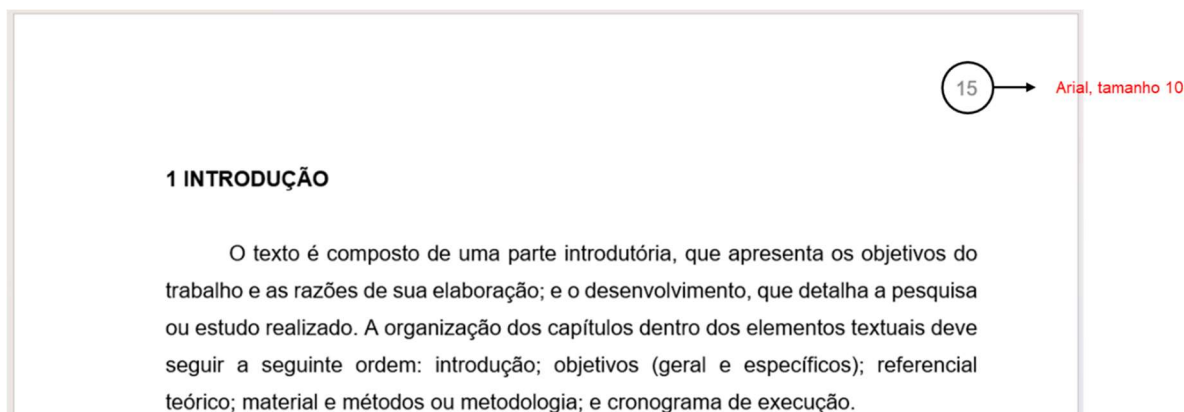 15
Arial, tamanho 10
1 INTRODUÇÃO
O texto é composto de uma parte introdutória, que apresenta os objetivos do
trabalho e as razões de sua elaboração; e o desenvolvimento, que detalha a pesquisa
ou estudo realizado. A organização dos capítulos dentro dos elementos textuais deve
seguir a seguinte ordem: introdução; objetivos (geral e específicos); referencial
teórico; material e métodos ou metodologia; e cronograma de execução.